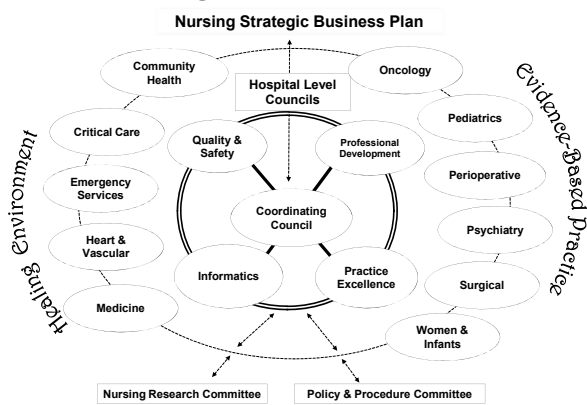 Nursing Strategic Business Plan
Community
Health
Oncology
Hospital Level
Councils
Critical Care
Quality &
Safety
Professional
Development
Pediatrics
Emergency
Services
Perioperative
Coordinating
Council
Heart &
Vascular
Psychiatry
Informatics
Practice
Excellence
Medicine
Surgical
Women &
Infants
Healing Environment
Evidence-Based Practice
Nursing Research Committee
Policy & Procedure Committee